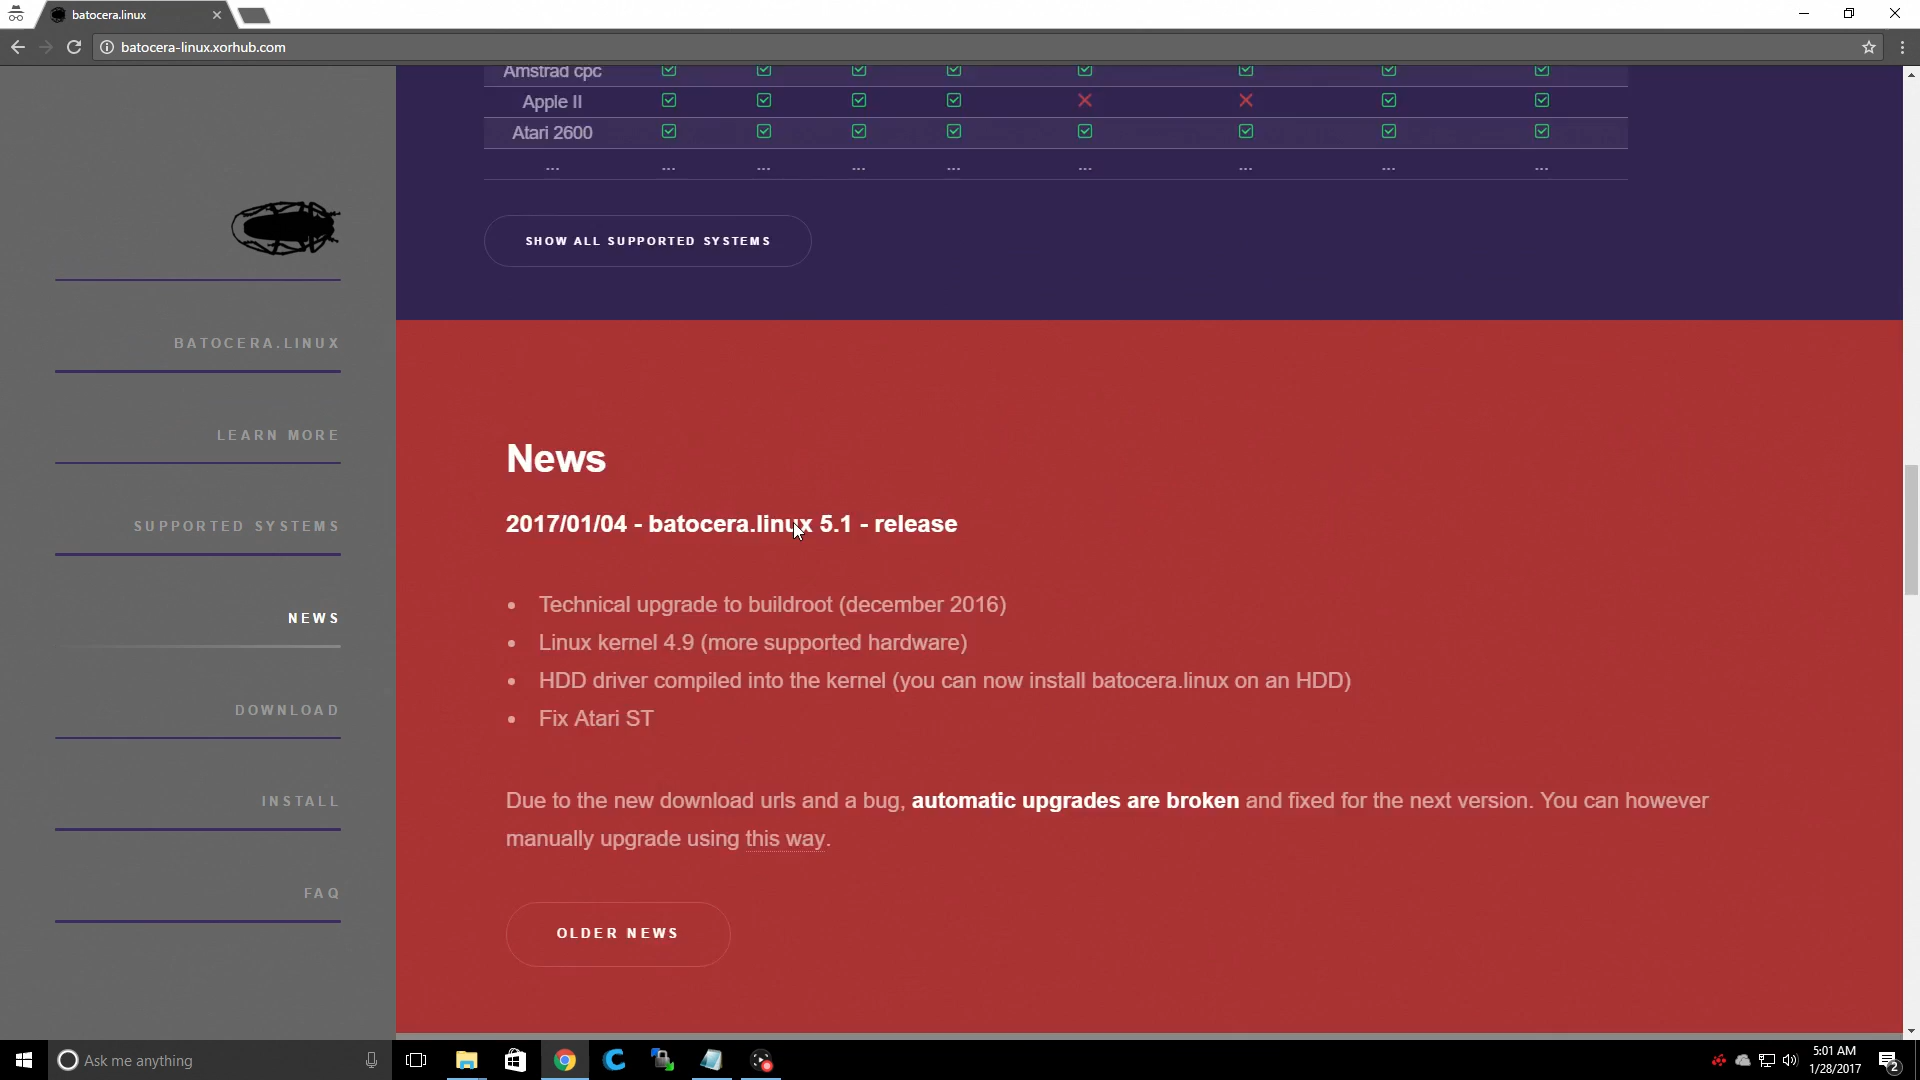 batocera.linux
batocera-linux.xorhub.com
Amstrad cpc
Apple II
Atari 2600
... ... ... ... ... ... ... ... ...
SHOW ALL SUPPORTED SYSTEMS
BATOCERA.LINUX
LEARN MORE
SUPPORTED SYSTEMS
NEWS
DOWNLOAD
INSTALL
FAQ
News
2017/01/04 - batocera.linux 5.1 - release
• Technical upgrade to buildroot (december 2016)
• Linux kernel 4.9 (more supported hardware)
• HDD driver compiled into the kernel (you can now install batocera.linux on an HDD)
• Fix Atari ST
Due to the new download urls and a bug, automatic upgrades are broken and fixed for the next version. You can however
manually upgrade using this way.
OLDER NEWS
Ask me anything
5:01 AM
1/28/2017
2